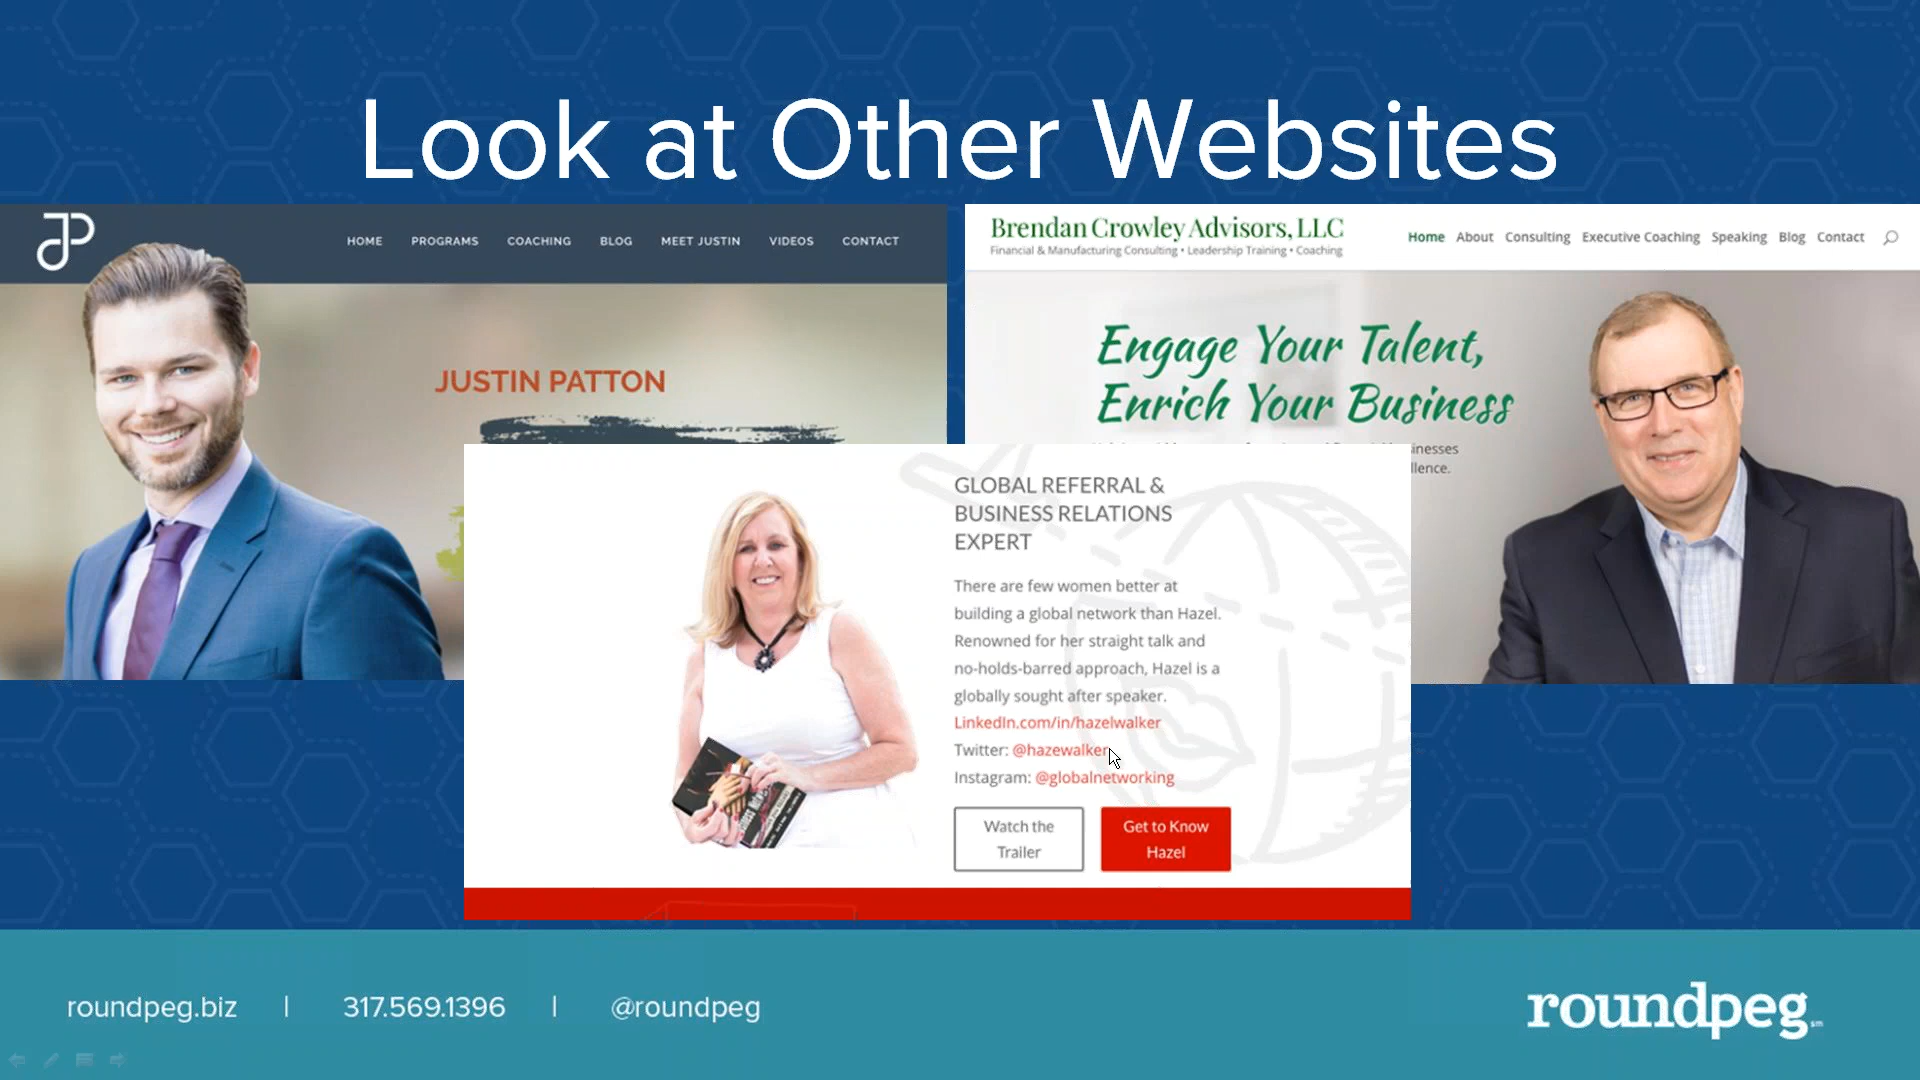 Look at Other Websites
JP
HOME PROGRAMS COACHING BLOG MEET JUSTIN VIDEOS CONTACT
JUSTIN PATTON
Brendan Crowley Advisors, LLC
Financial & Manufacturing Consulting • Leadership Training • Coaching
Home About Consulting Executive Coaching Speaking Blog Contact
Engage Your Talent,
Enrich Your Business
inesses
llence.
GLOBAL REFERRAL &
BUSINESS RELATIONS
EXPERT
There are few women better at
building a global network than Hazel.
Renowned for her straight talk and
no-holds-barred approach, Hazel is a
globally sought after speaker.
LinkedIn.com/in/hazelwalker
Twitter: @hazewalker
Instagram: @globalnetworking
Watch the
Trailer
Get to Know
Hazel
roundpeg.biz | 317.569.1396 | @roundpeg
roundpeg sm